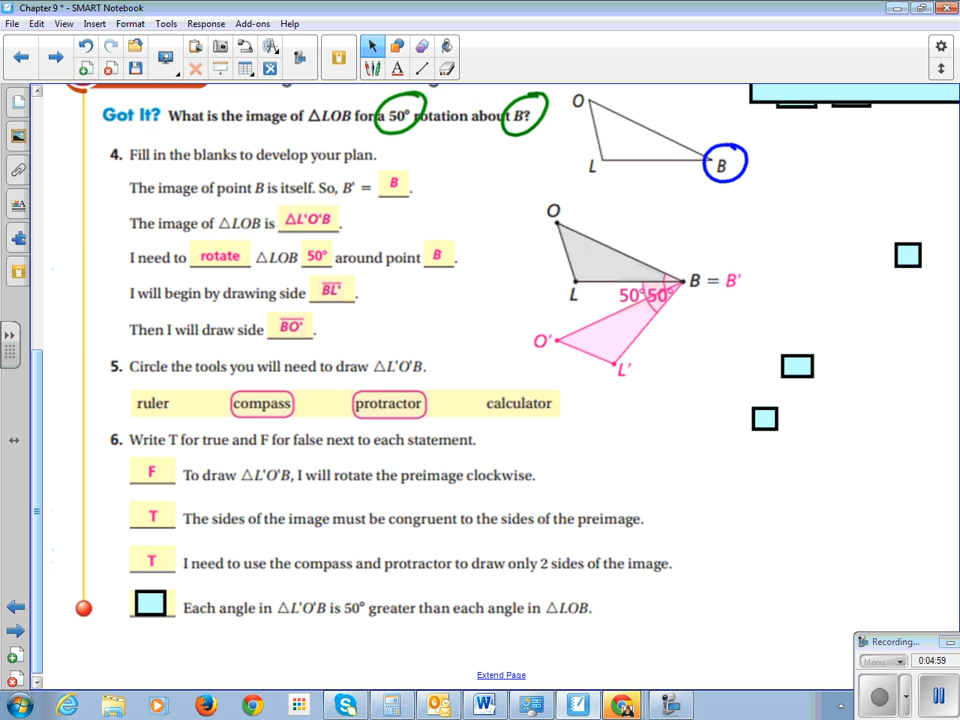 Chapter 9 * - SMART Notebook
File Edit View Insert Format Tools Response Add-ons Help
Got It? What is the image of △LOB for a 50° rotation about B?
O
L
B
4. Fill in the blanks to develop your plan.
The image of point B is itself. So, B' = B.
The image of △LOB is △L'O'B.
I need to rotate △LOB 50° around point B.
I will begin by drawing side BL'.
Then I will draw side BO'.
O
L
B = B'
50° 50°
O'
L'
5. Circle the tools you will need to draw △L'O'B.
ruler compass protractor calculator
6. Write T for true and F for false next to each statement.
F To draw △L'O'B, I will rotate the preimage clockwise.
T The sides of the image must be congruent to the sides of the preimage.
T I need to use the compass and protractor to draw only 2 sides of the image.
Each angle in △L'O'B is 50° greater than each angle in △LOB.
Extend Page
Recording...
Menu 0:04:59